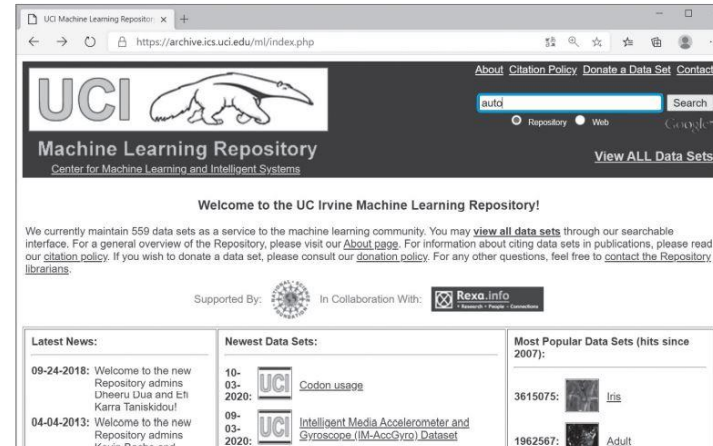 UCI Machine Learning Repositor
https://archive.ics.uci.edu/ml/index.php
About Citation Policy Donate a Data Set Contact
UCI
auto
Search
Repository Web
Google
Machine Learning Repository
Center for Machine Learning and Intelligent Systems
View ALL Data Sets
Welcome to the UC Irvine Machine Learning Repository!
We currently maintain 559 data sets as a service to the machine learning community. You may view all data sets through our searchable
interface. For a general overview of the Repository, please visit our About page. For information about citing data sets in publications, please read
our citation policy. If you wish to donate a data set, please consult our donation policy. For any other questions, feel free to contact the Repository
librarians.
Supported By: In Collaboration With: Rexa.info
Research People Connections
Latest News:
09-24-2018: Welcome to the new
Repository admins
Dheeru Dua and Efi
Karra Taniskidou!
04-04-2013: Welcome to the new
Repository admins
Newest Data Sets:
10-
03-
2020:
UCI
Codon usage
09-
03-
2020:
UCI
Intelligent Media Accelerometer and
Gyroscope (IM-AccGyro) Dataset
Most Popular Data Sets (hits since
2007):
3615075:
Iris
1962567:
Adult